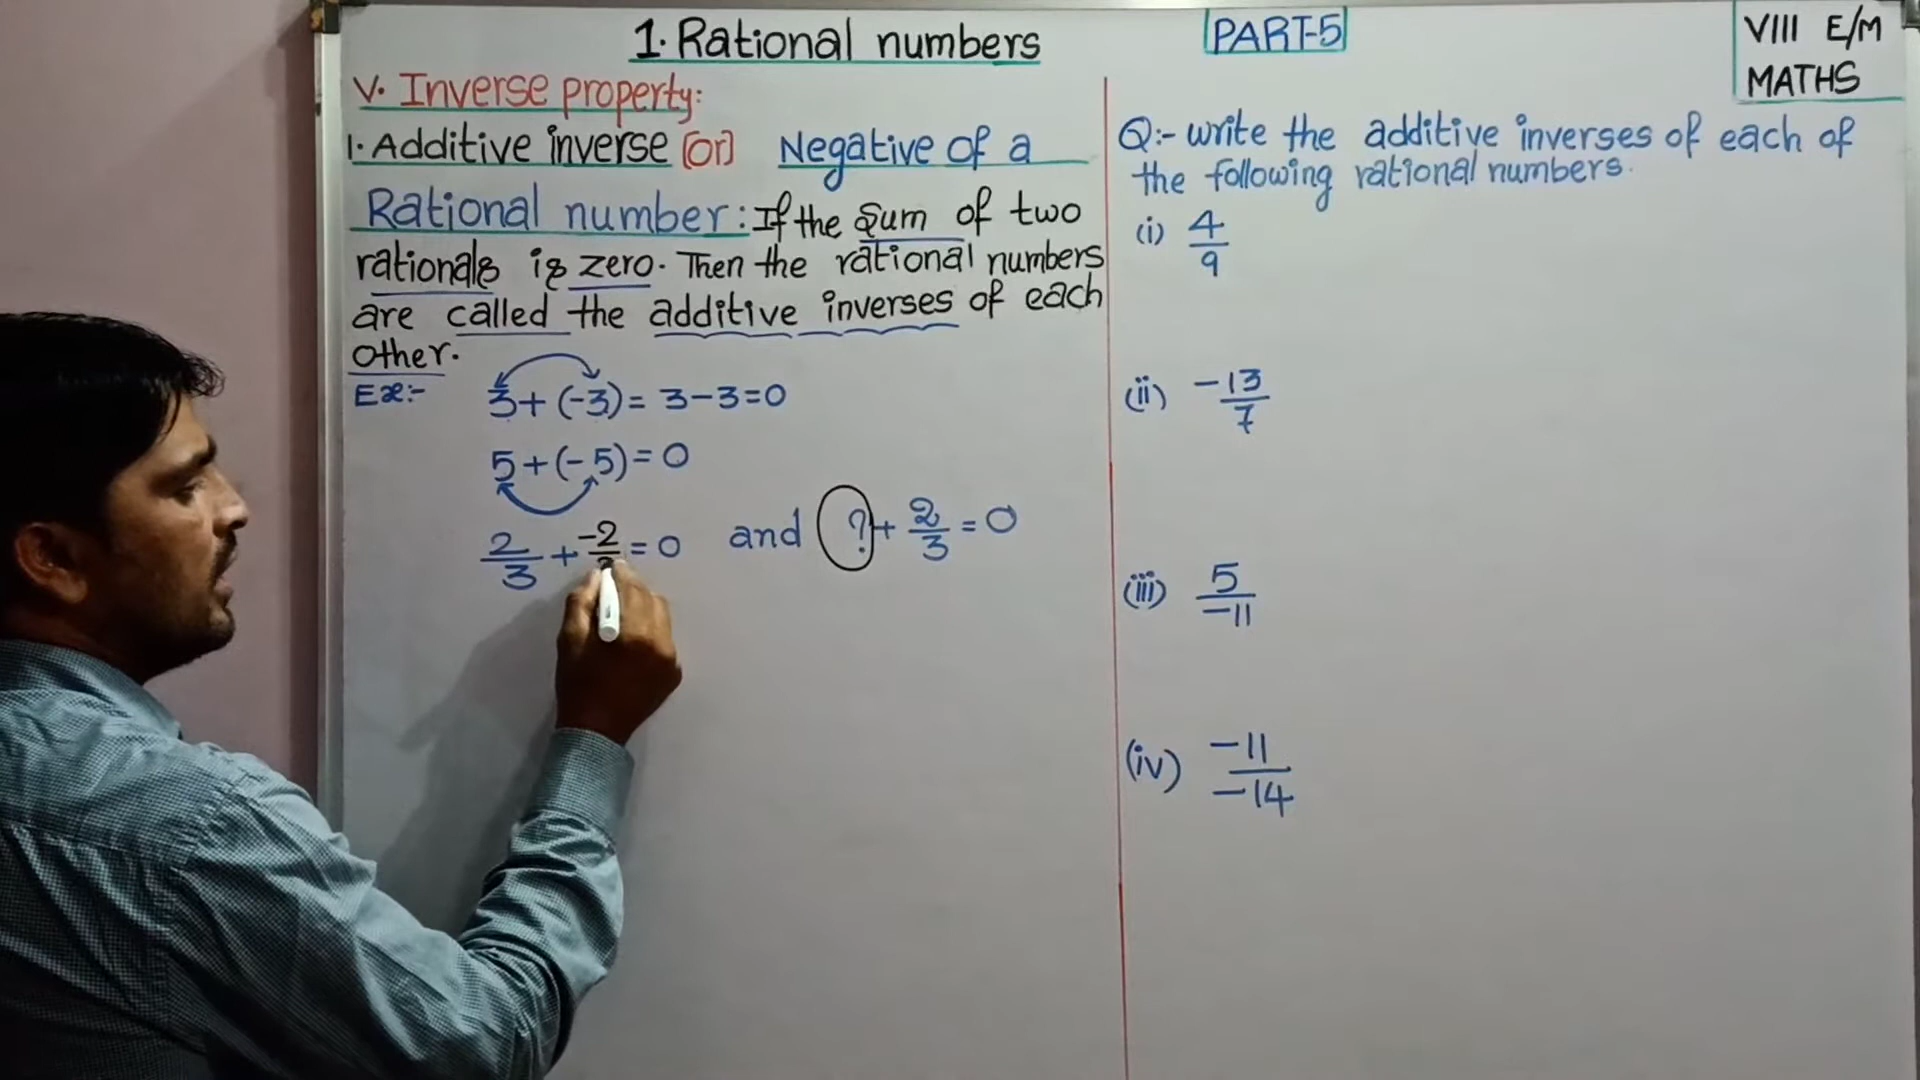 1. Rational numbers
PART-5
VIII E/M
MATHS
V. Inverse property:
1. Additive inverse (or) Negative of a
Rational number: If the sum of two
rationals is zero. Then the rational numbers
are called the additive inverses of each
other.
Ex:- 3+(-3)= 3-3=0
5+(-5)=0
2/3 + -2/3 = 0 and ? + 2/3 = 0
Q:- write the additive inverses of each of
the following rational numbers.
(i) 4/9
(ii) -13/7
(iii) 5/-11
(iv) -11/-14